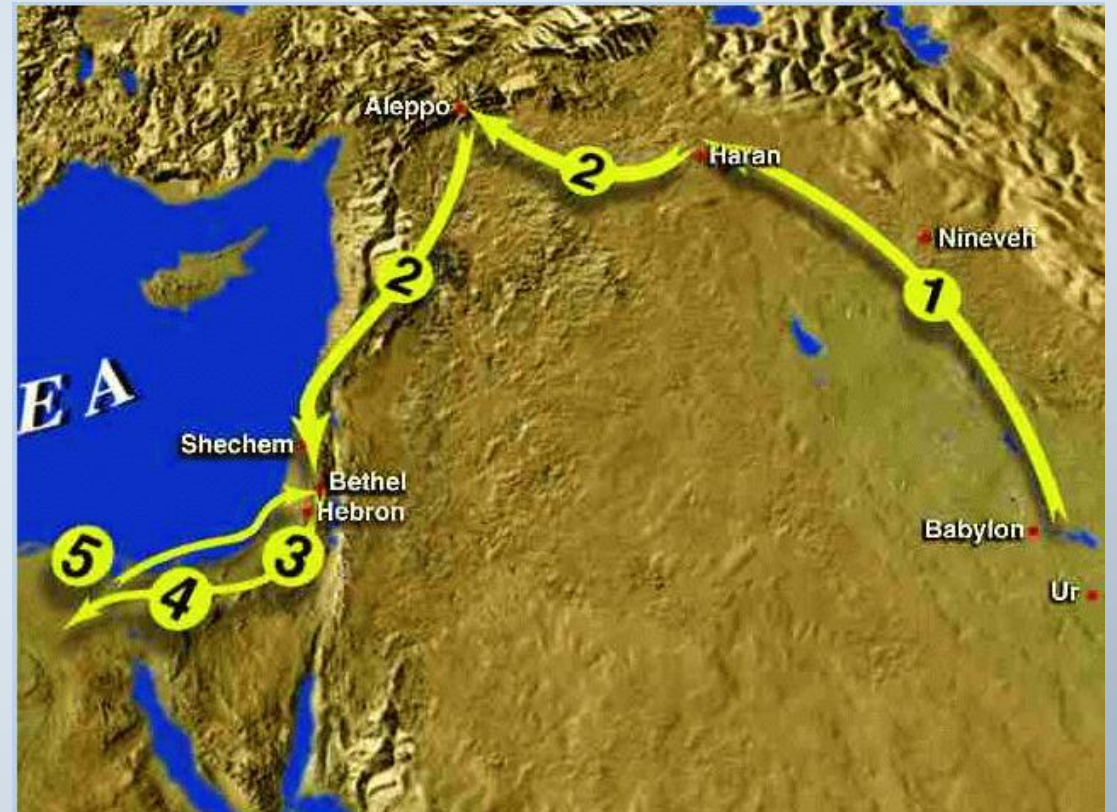 Aleppo
2
Haran
Nineveh
2
1
EA
Shechem
Bethel
Hebron
Babylon
5
3
4
Ur